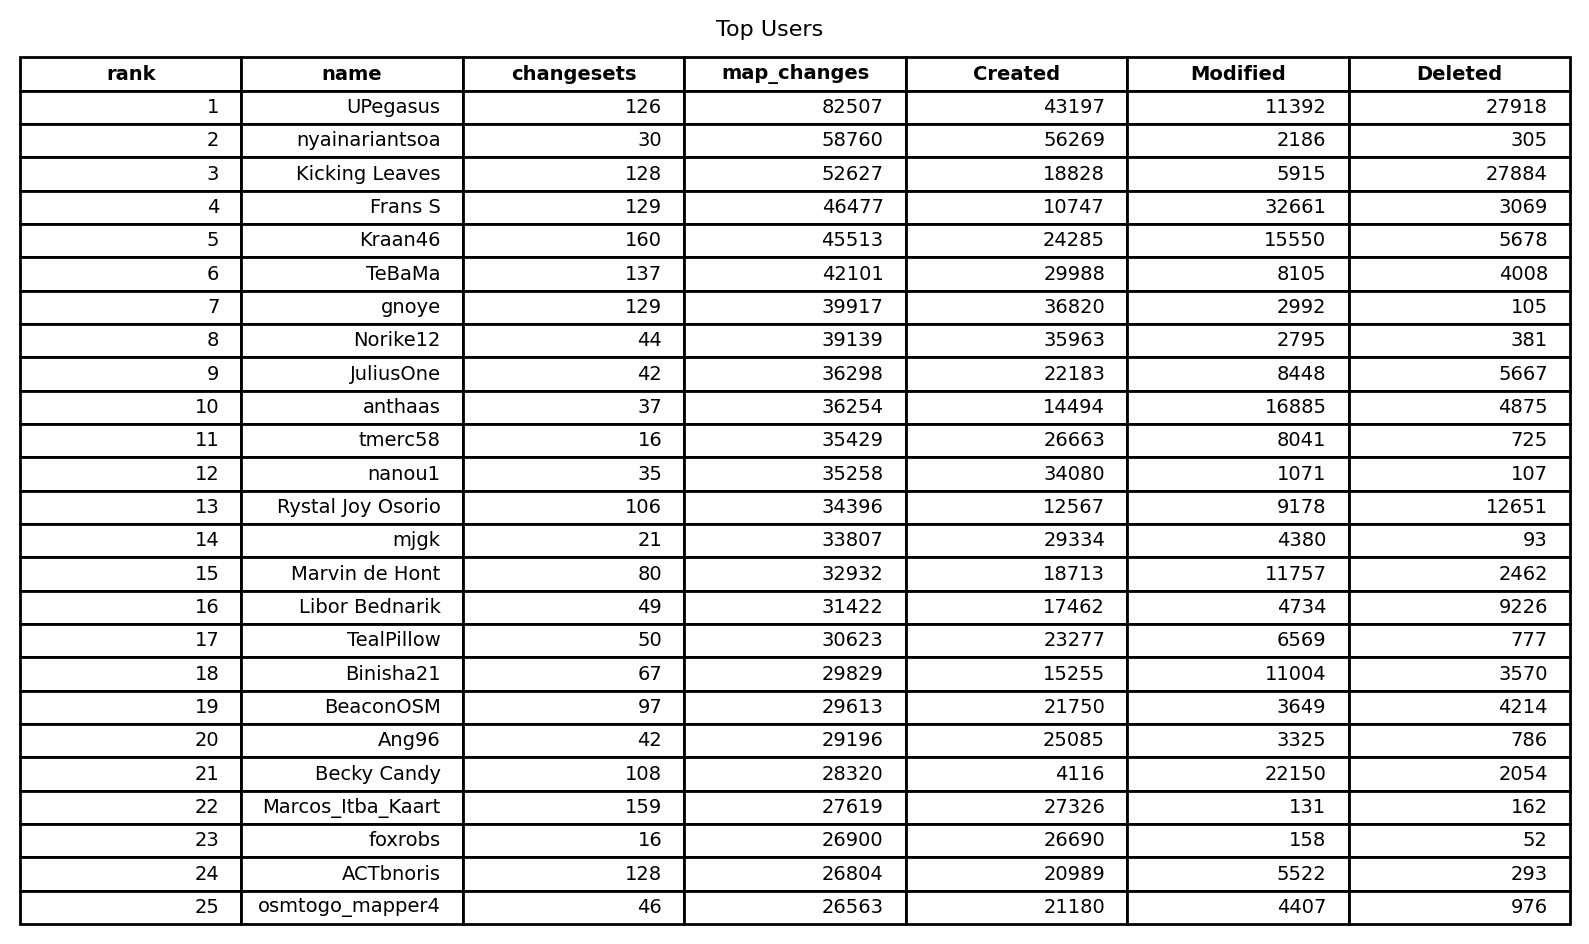 Top Users
rank name changesets map_changes Created Modified Deleted
1 UPegasus 126 82507 43197 11392 27918
2 nyainariantsoa 30 58760 56269 2186 305
3 Kicking Leaves 128 52627 18828 5915 27884
4 Frans S 129 46477 10747 32661 3069
5 Kraan46 160 45513 24285 15550 5678
6 TeBaMa 137 42101 29988 8105 4008
7 gnoye 129 39917 36820 2992 105
8 Norike12 44 39139 35963 2795 381
9 JuliusOne 42 36298 22183 8448 5667
10 anthaas 37 36254 14494 16885 4875
11 tmerc58 16 35429 26663 8041 725
12 nanou1 35 35258 34080 1071 107
13 Rystal Joy Osorio 106 34396 12567 9178 12651
14 mjgk 21 33807 29334 4380 93
15 Marvin de Hont 80 32932 18713 11757 2462
16 Libor Bednarik 49 31422 17462 4734 9226
17 TealPillow 50 30623 23277 6569 777
18 Binisha21 67 29829 15255 11004 3570
19 BeaconOSM 97 29613 21750 3649 4214
20 Ang96 42 29196 25085 3325 786
21 Becky Candy 108 28320 4116 22150 2054
22 Marcos_Itba_Kaart 159 27619 27326 131 162
23 foxrobs 16 26900 26690 158 52
24 ACTbnoris 128 26804 20989 5522 293
25 osmtogo_mapper4 46 26563 21180 4407 976